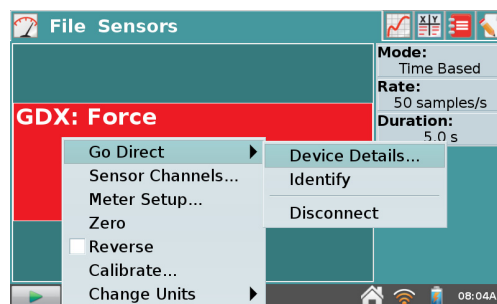 File Sensors
Mode:
Time Based
Rate:
50 samples/s
Duration:
5.0 s
GDX: Force
Go Direct
Sensor Channels...
Meter Setup...
Zero
Reverse
Calibrate...
Change Units
Device Details...
Identify
Disconnect
X Y
08:04A